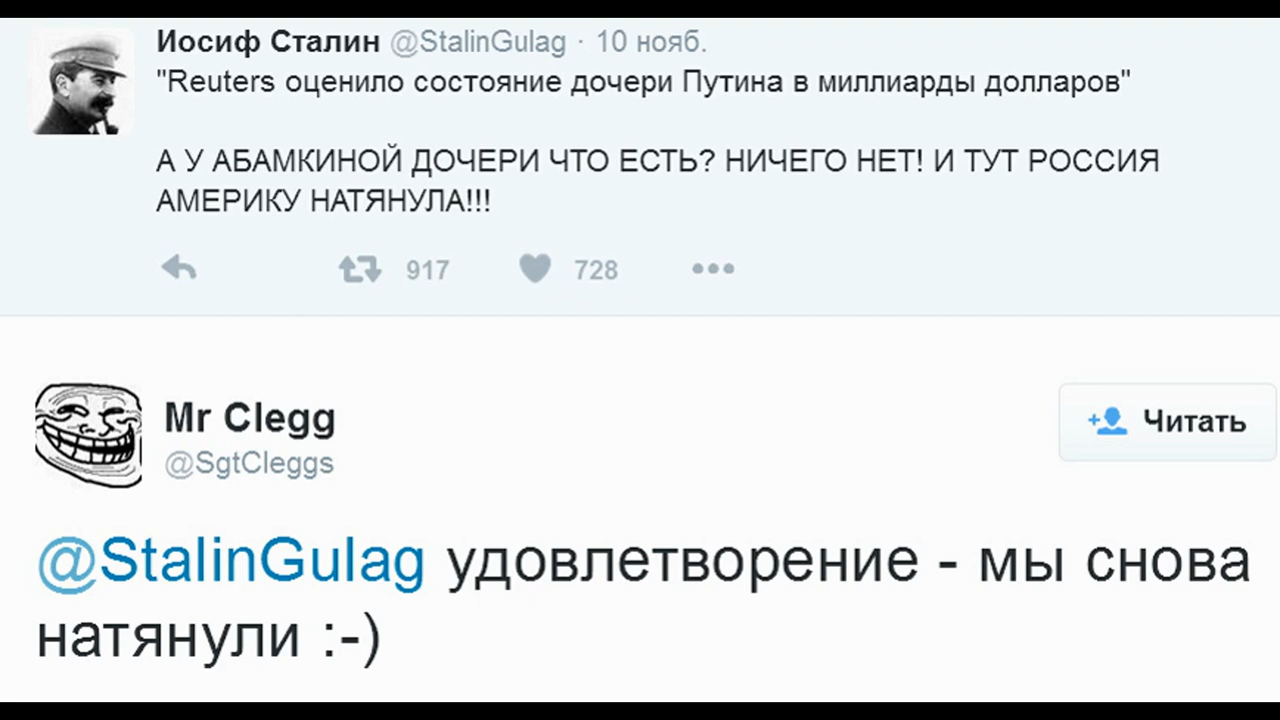 Иосиф Сталин @StalinGulag · 10 нояб.
"Reuters оценило состояние дочери Путина в миллиарды долларов"
А У АБАМКИНОЙ ДОЧЕРИ ЧТО ЕСТЬ? НИЧЕГО НЕТ! И ТУТ РОССИЯ
АМЕРИКУ НАТЯНУЛА!!!
917 728
Mr Clegg
@SgtCleggs
Читать
@StalinGulag удовлетворение - мы снова
натянули :-)